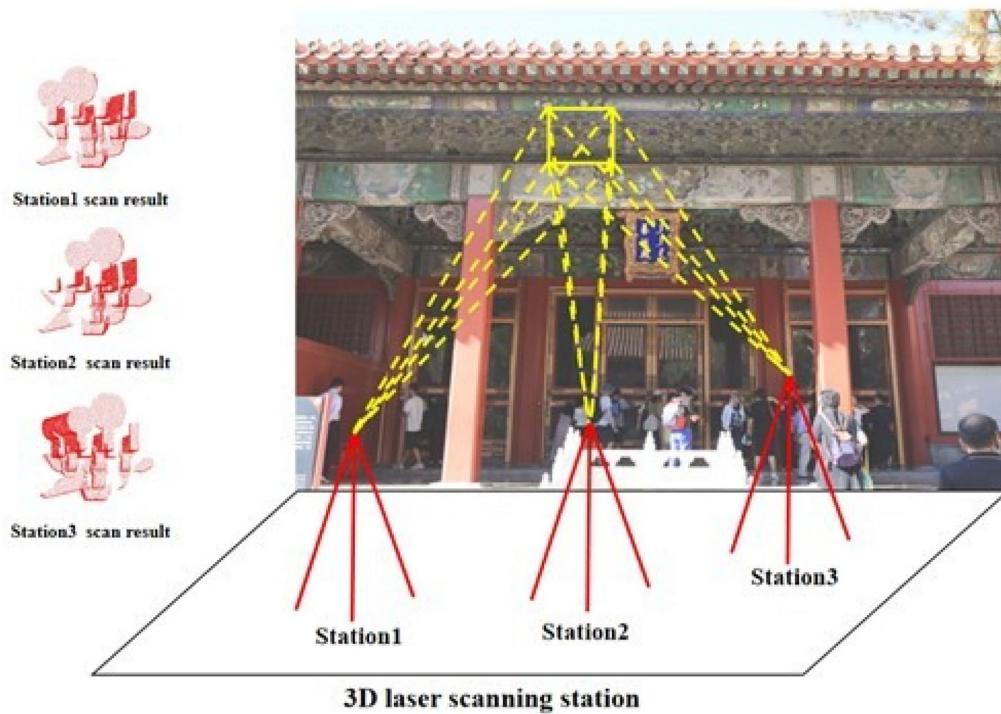 Station1 scan result
Station2 scan result
Station3 scan result
Station1
Station2
Station3
3D laser scanning station